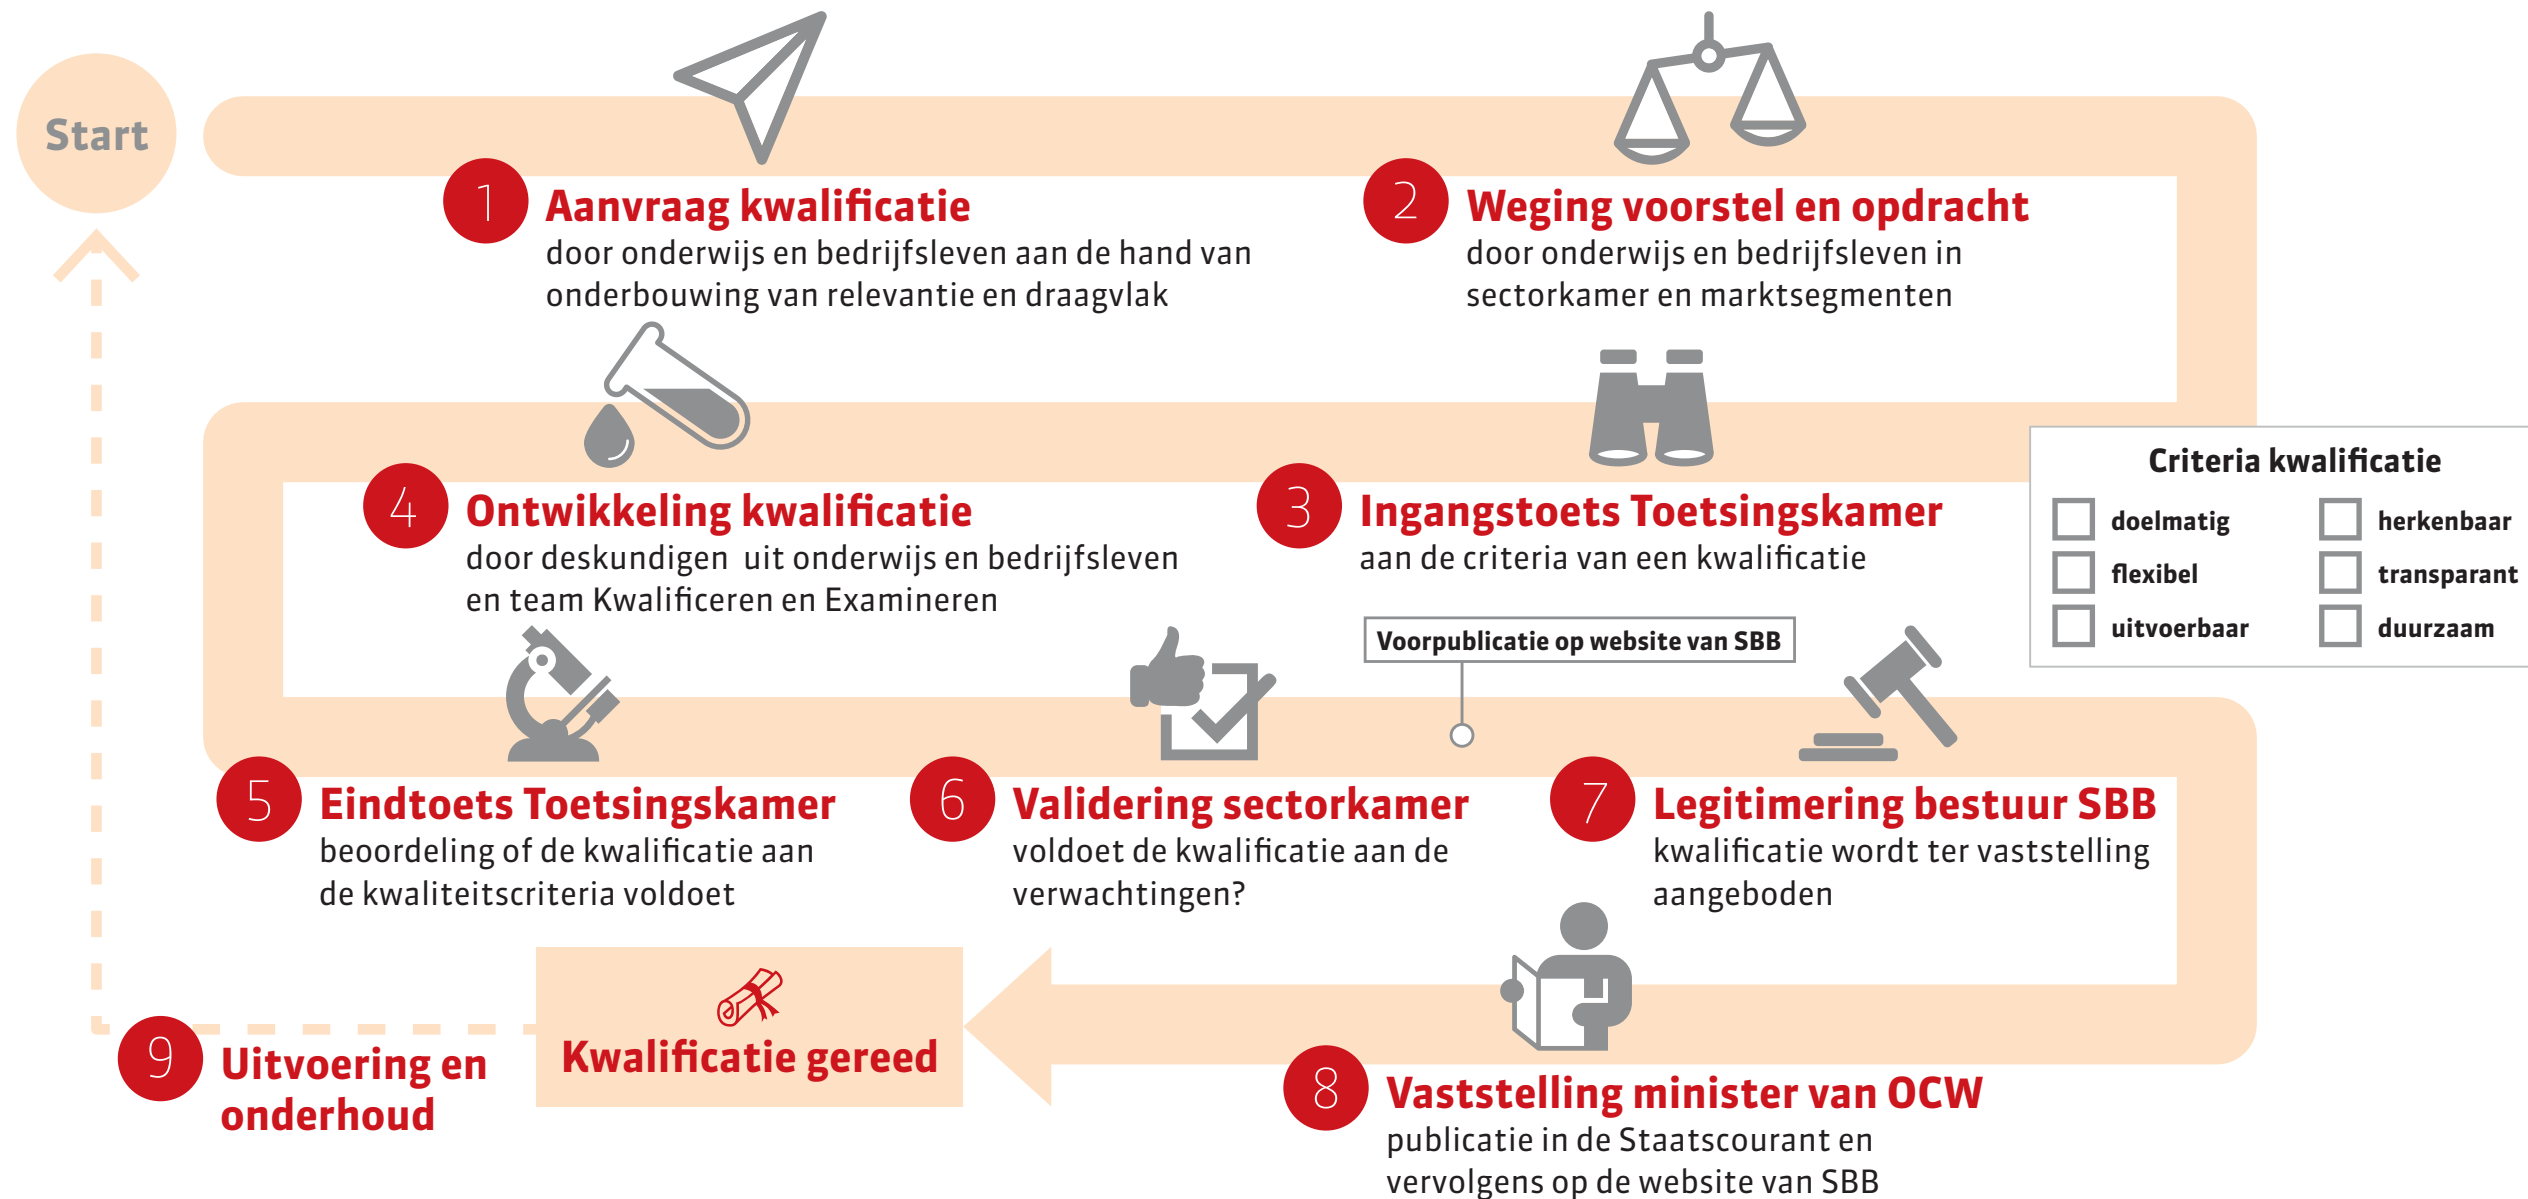 Start
1
Aanvraag kwalificatie
door onderwijs en bedrijfsleven aan de hand van
onderbouwing van relevantie en draagvlak
2
Weging voorstel en opdracht
door onderwijs en bedrijfsleven in
sectorkamer en marktsegmenten
3
Ingangstoets Toetsingskamer
aan de criteria van een kwalificatie
Criteria kwalificatie
doelmatig
herkenbaar
flexibel
transparant
uitvoerbaar
duurzaam
4
Ontwikkeling kwalificatie
door deskundigen uit onderwijs en bedrijfsleven
en team Kwalificeren en Examineren
5
Eindtoets Toetsingskamer
beoordeling of de kwalificatie aan
de kwaliteitscriteria voldoet
6
Validering sectorkamer
voldoet de kwalificatie aan de
verwachtingen?
Voorpublicatie op website van SBB
7
Legitimering bestuur SBB
kwalificatie wordt ter vaststelling
aangeboden
8
Vaststelling minister van OCW
publicatie in de Staatscourant en
vervolgens op de website van SBB
Kwalificatie gereed
9
Uitvoering en
onderhoud